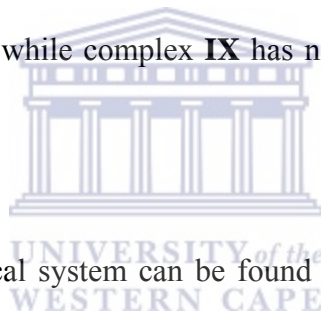 while complex IX has n
UNIVERSITY of the
cal system can be found
WESTERN CAPE